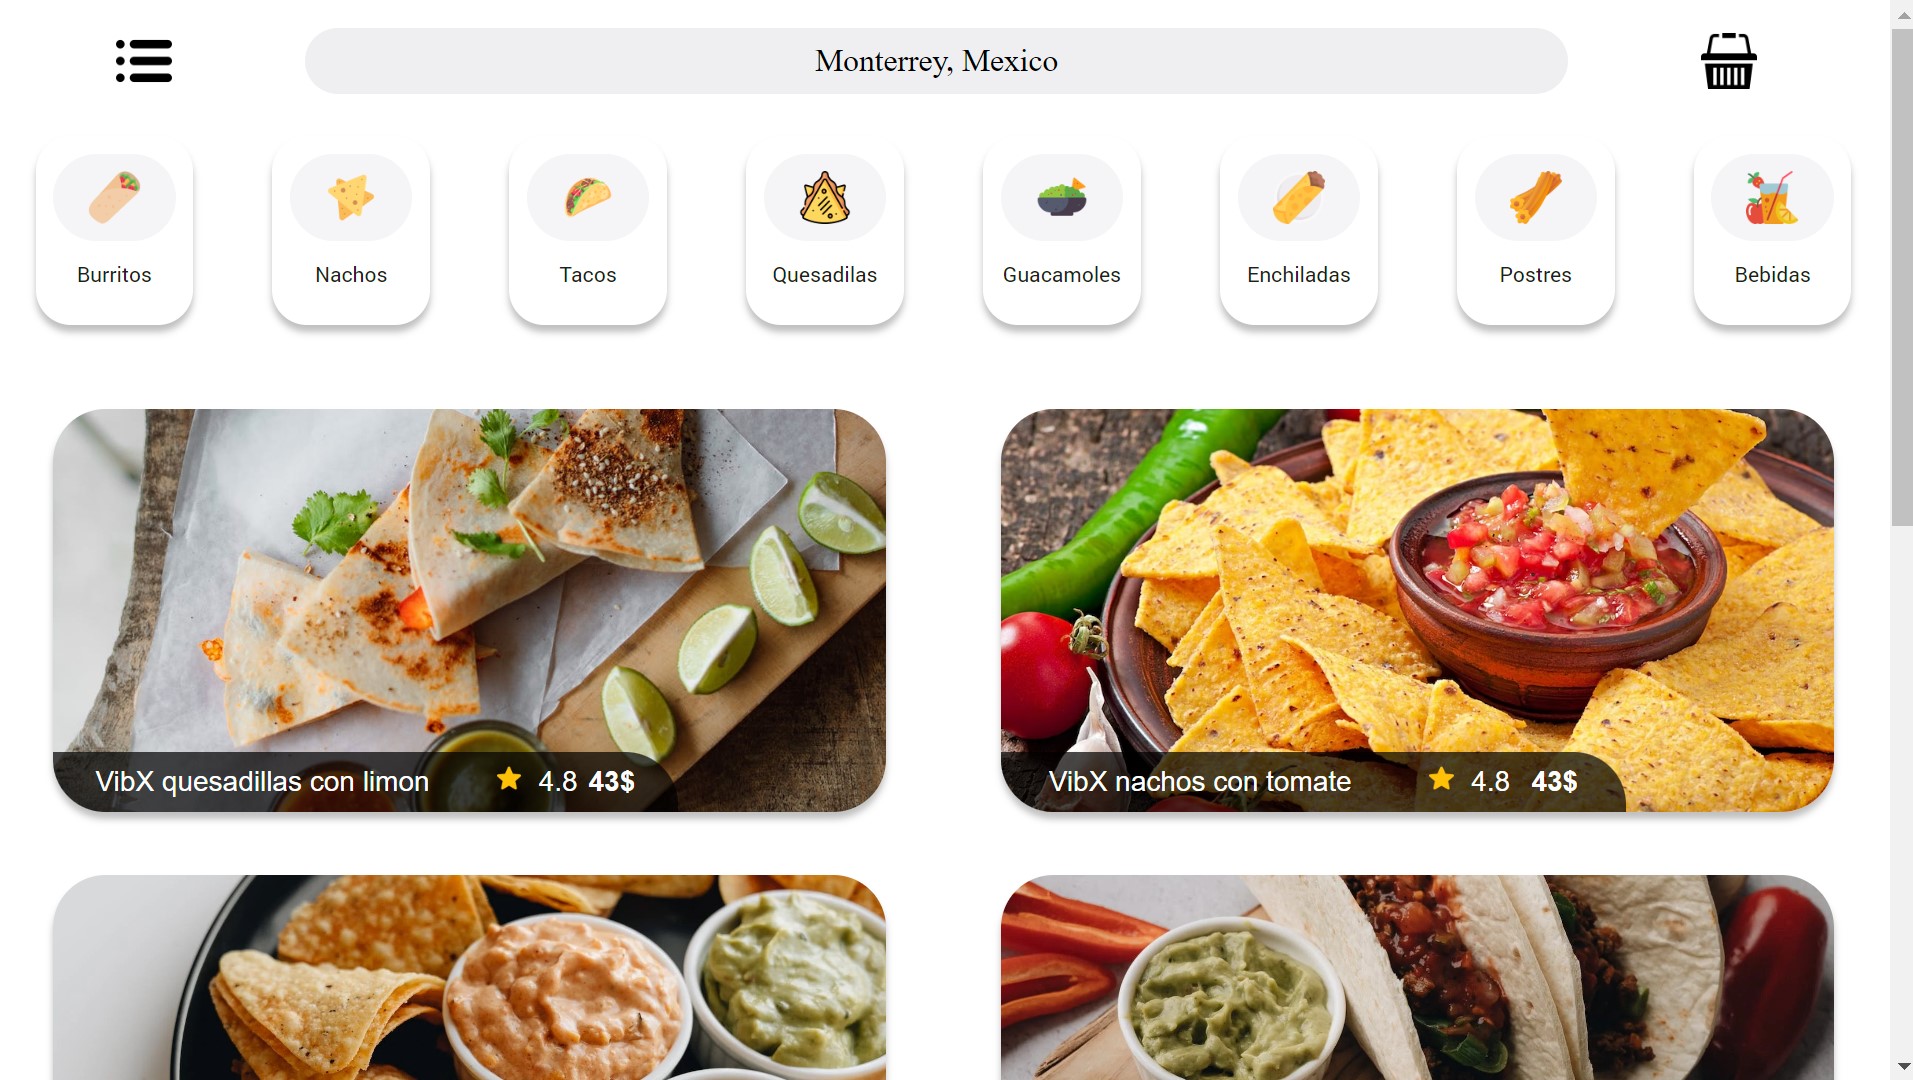 Monterrey, Mexico
Burritos
Nachos
Tacos
Quesadilas
Guacamoles
Enchiladas
Postres
Bebidas
VibX quesadillas con limon 4.8 43$
VibX nachos con tomate 4.8 43$